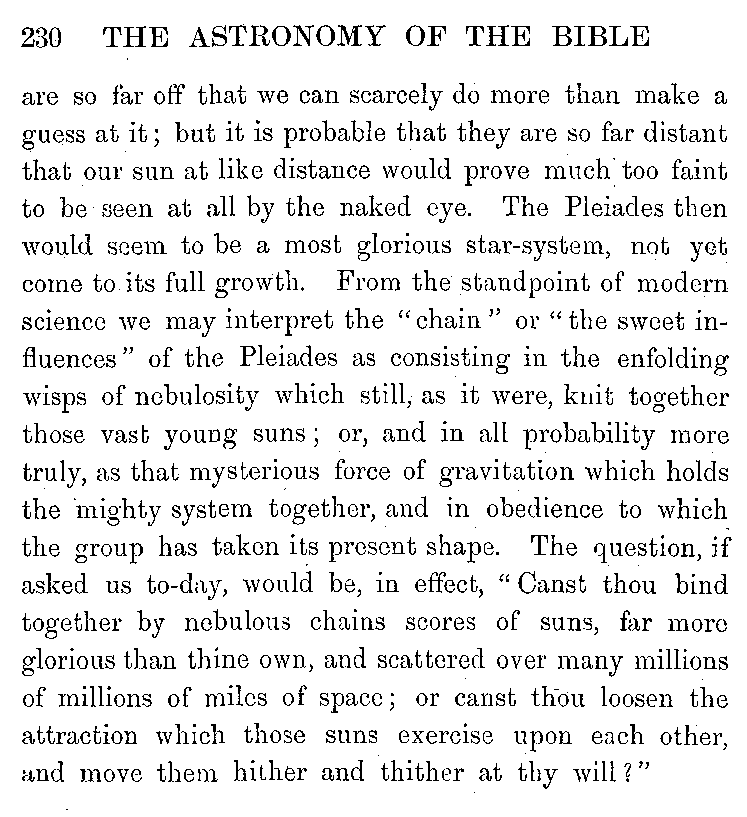 230 THE ASTRONOMY OF THE BIBLE
are so far off that we can scarcely do more than make a
guess at it; but it is probable that they are so far distant
that our sun at like distance would prove much too faint
to be seen at all by the naked eye. The Pleiades then
would seem to be a most glorious star-system, not yet
come to its full growth. From the standpoint of modern
science we may interpret the “chain” or “the sweet in-
fluences” of the Pleiades as consisting in the enfolding
wisps of nebulosity which still, as it were, knit together
those vast young suns; or, and in all probability more
truly, as that mysterious force of gravitation which holds
the mighty system together, and in obedience to which
the group has taken its present shape. The question, if
asked us to-day, would be, in effect, “Canst thou bind
together by nebulous chains scores of suns, far more
glorious than thine own, and scattered over many millions
of millions of miles of space; or canst thou loosen the
attraction which those suns exercise upon each other,
and move them hither and thither at thy will?”